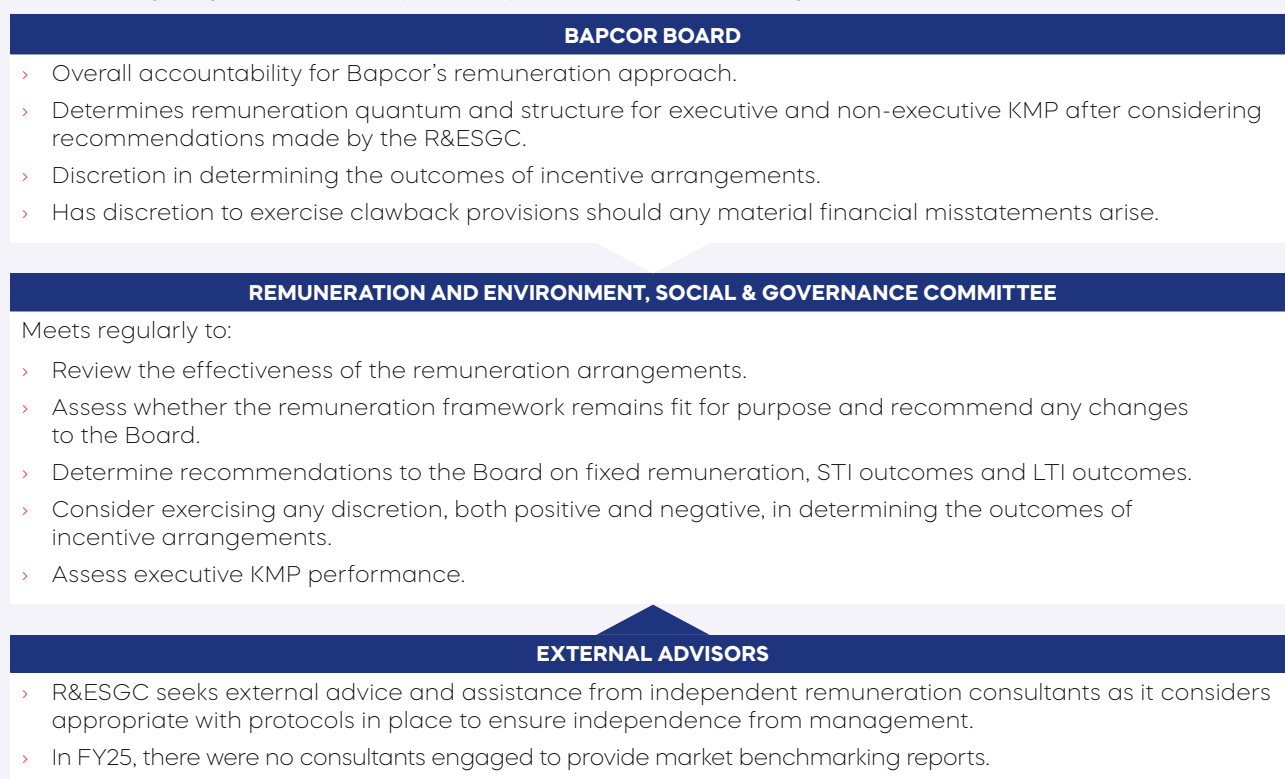 BAPCOR BOARD
› Overall accountability for Bapcor's remuneration approach.
› Determines remuneration quantum and structure for executive and non-executive KMP after considering
recommendations made by the R&ESGC.
› Discretion in determining the outcomes of incentive arrangements.
› Has discretion to exercise clawback provisions should any material financial misstatements arise.
REMUNERATION AND ENVIRONMENT, SOCIAL & GOVERNANCE COMMITTEE
Meets regularly to:
› Review the effectiveness of the remuneration arrangements.
› Assess whether the remuneration framework remains fit for purpose and recommend any changes
to the Board.
› Determine recommendations to the Board on fixed remuneration, STI outcomes and LTI outcomes.
› Consider exercising any discretion, both positive and negative, in determining the outcomes of
incentive arrangements.
› Assess executive KMP performance.
EXTERNAL ADVISORS
› R&ESGC seeks external advice and assistance from independent remuneration consultants as it considers
appropriate with protocols in place to ensure independence from management.
› In FY25, there were no consultants engaged to provide market benchmarking reports.